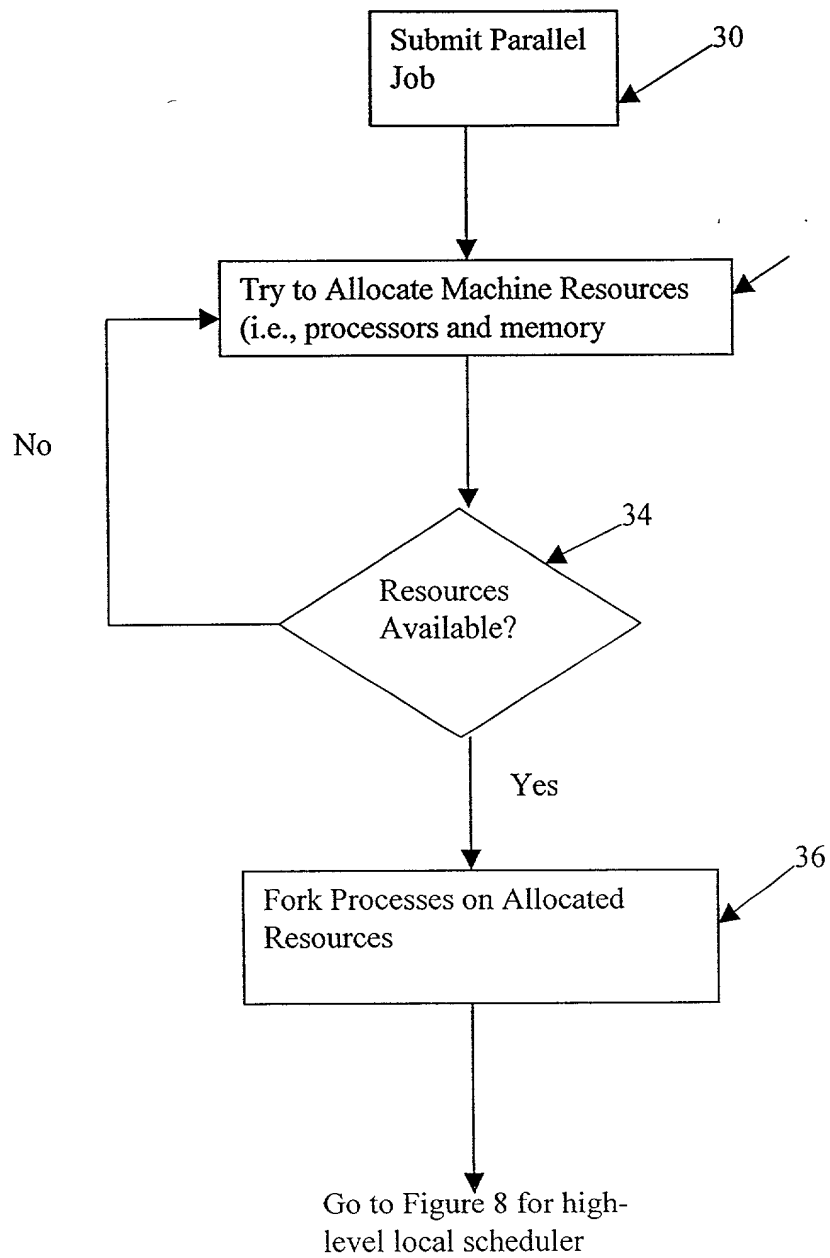 Submit Parallel
Job
30
Try to Allocate Machine Resources
(i.e., processors and memory
No
34
Resources
Available?
Yes
36
Fork Processes on Allocated
Resources
Go to Figure 8 for high-
level local scheduler